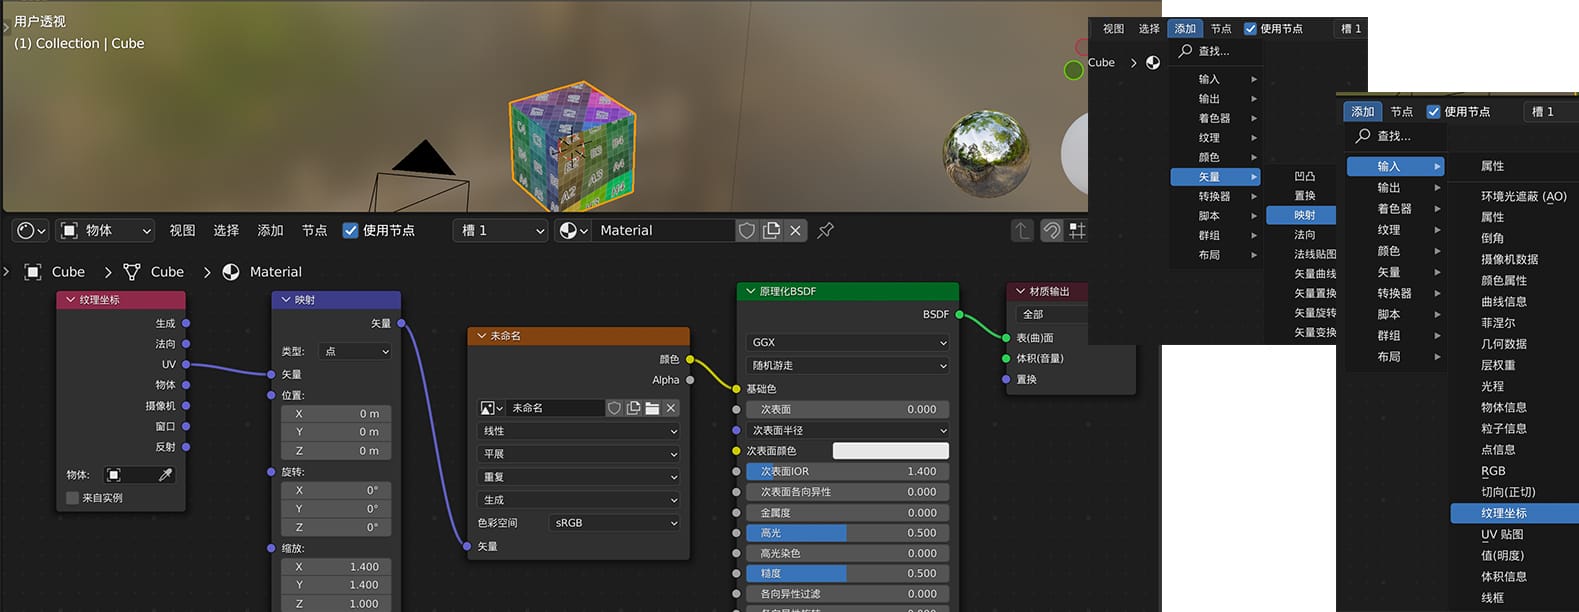 用户透视
(1) Collection | Cube
物体
视图
选择
添加
节点
使用节点
槽 1
Material
Cube
Cube
Material
纹理坐标
生成
法向
UV
物体
摄像机
窗口
反射
物体:
来自实例
映射
矢量
类型:
点
矢量
位置:
X 0 m
Y 0 m
Z 0 m
旋转:
X 0°
Y 0°
Z 0°
缩放:
X 1.400
Y 1.400
Z 1.000
未命名
颜色
Alpha
未命名
线性
平展
重复
生成
色彩空间 sRGB
矢量
原理化BSDF
BSDF
GGX
随机游走
基础色
次表面 0.000
次表面半径
次表面颜色
次表面IOR 1.400
次表面各向异性 0.000
金属度 0.000
高光 0.500
高光染色 0.000
糙度 0.500
各向异性过滤 0.000
材质输出
全部
表(曲)面
体积(音量)
置换
视图 选择 添加 节点 使用节点 槽 1
查找...
Cube
输入
输出
着色器
纹理
颜色
矢量
转换器
脚本
群组
布局
凹凸
置换
映射
法向
法线贴图
矢量曲线
矢量置换
矢量旋转
矢量变换
添加 节点 使用节点 槽 1
查找...
输入
输出
着色器
纹理
颜色
矢量
转换器
脚本
群组
布局
属性
环境光遮蔽 (AO)
属性
倒角
摄像机数据
颜色属性
曲线信息
菲涅尔
几何数据
层权重
光程
物体信息
粒子信息
点信息
RGB
切向(正切)
纹理坐标
UV 贴图
值(明度)
体积信息
线框